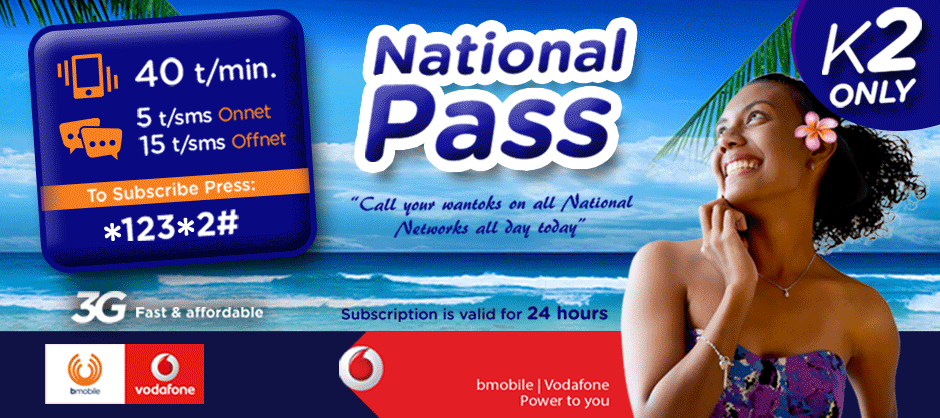 40 t/min.
5 t/sms Onnet
15 t/sms Offnet
To Subscribe Press:
*123*2#
National
Pass
K2
ONLY
“Call your wantoks on all National
Networks all day today”
3G Fast & affordable
Subscription is valid for 24 hours
bmobile
vodafone
bmobile | Vodafone
Power to you